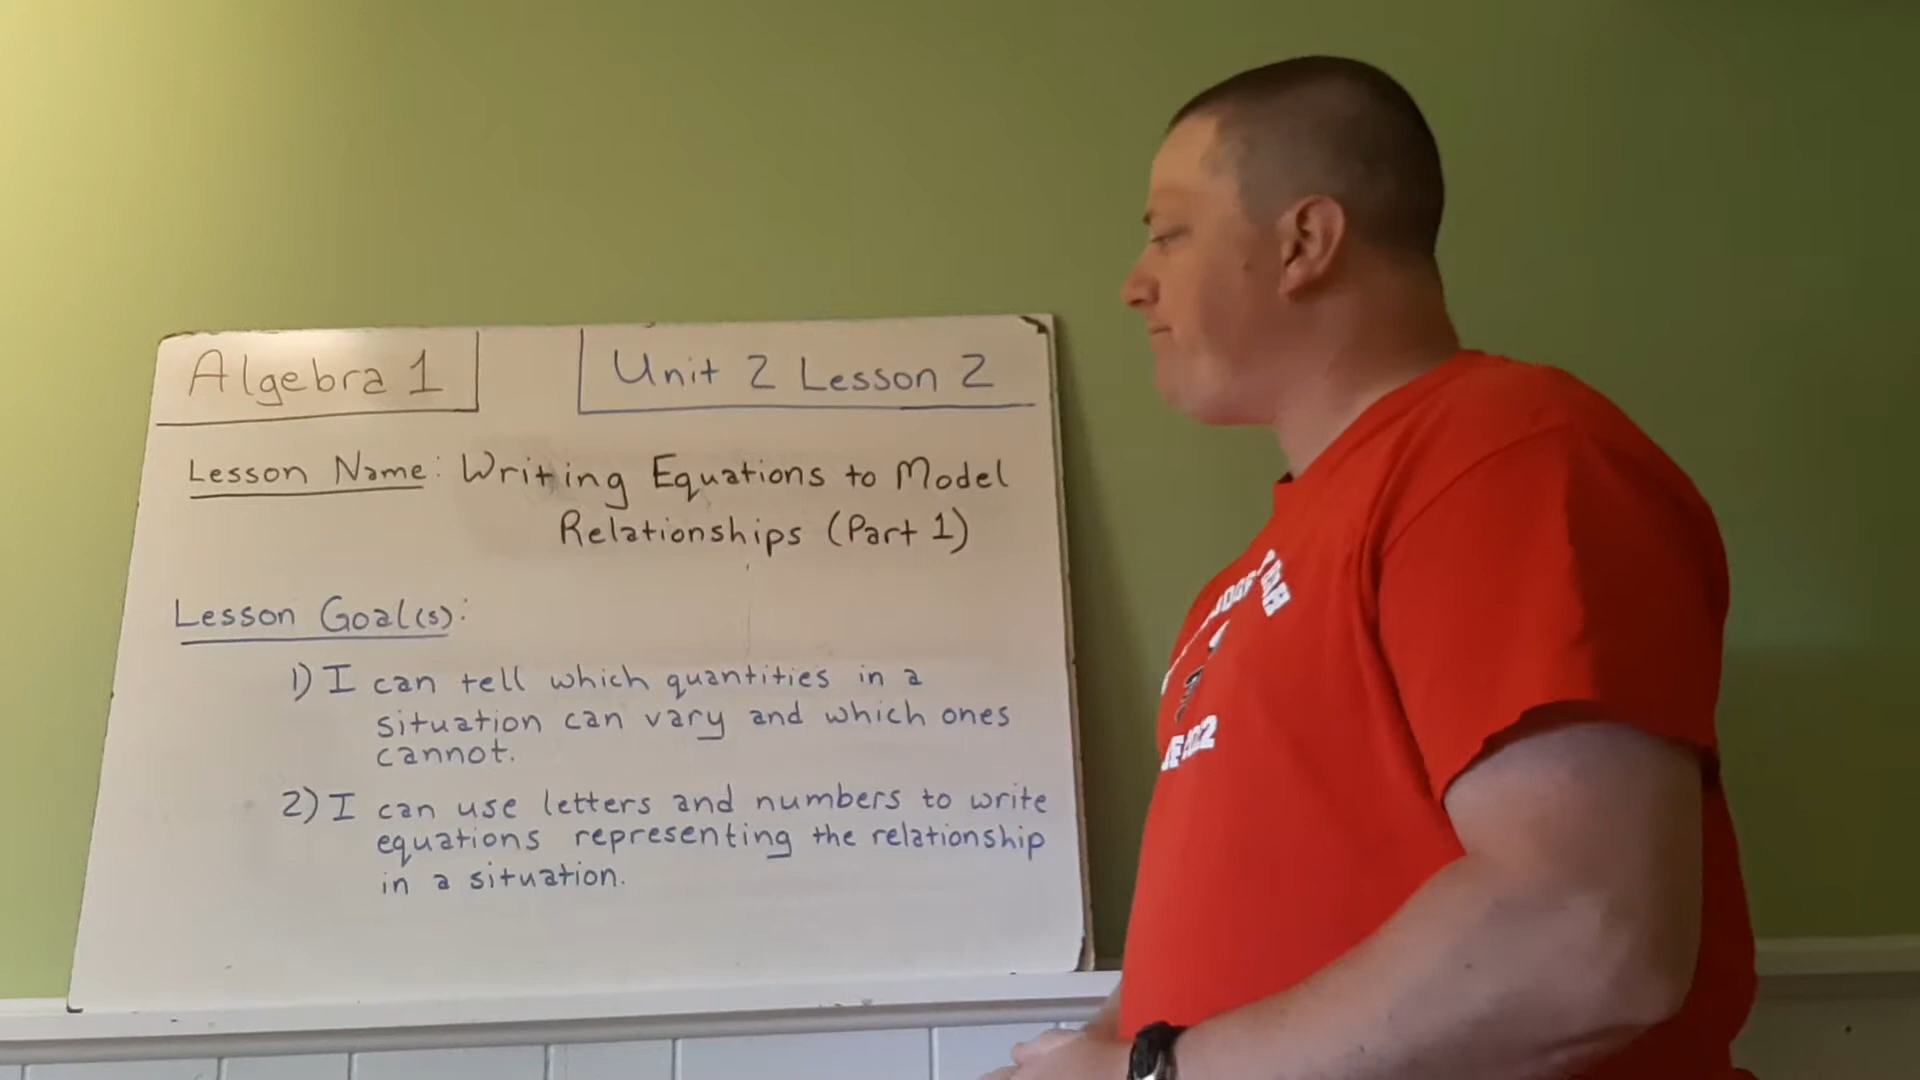 Algebra 1
Unit 2 Lesson 2
Lesson Name: Writing Equations to Model
Relationships (Part 1)
Lesson Goal(s):
1) I can tell which quantities in a
situation can vary and which ones
cannot.
2) I can use letters and numbers to write
equations representing the relationship
in a situation.